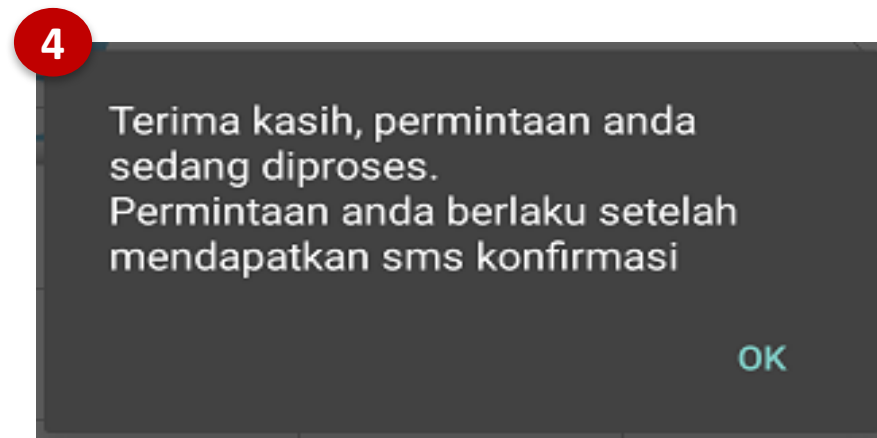 4
Terima kasih, permintaan anda
sedang diproses.
Permintaan anda berlaku setelah
mendapatkan sms konfirmasi
OK